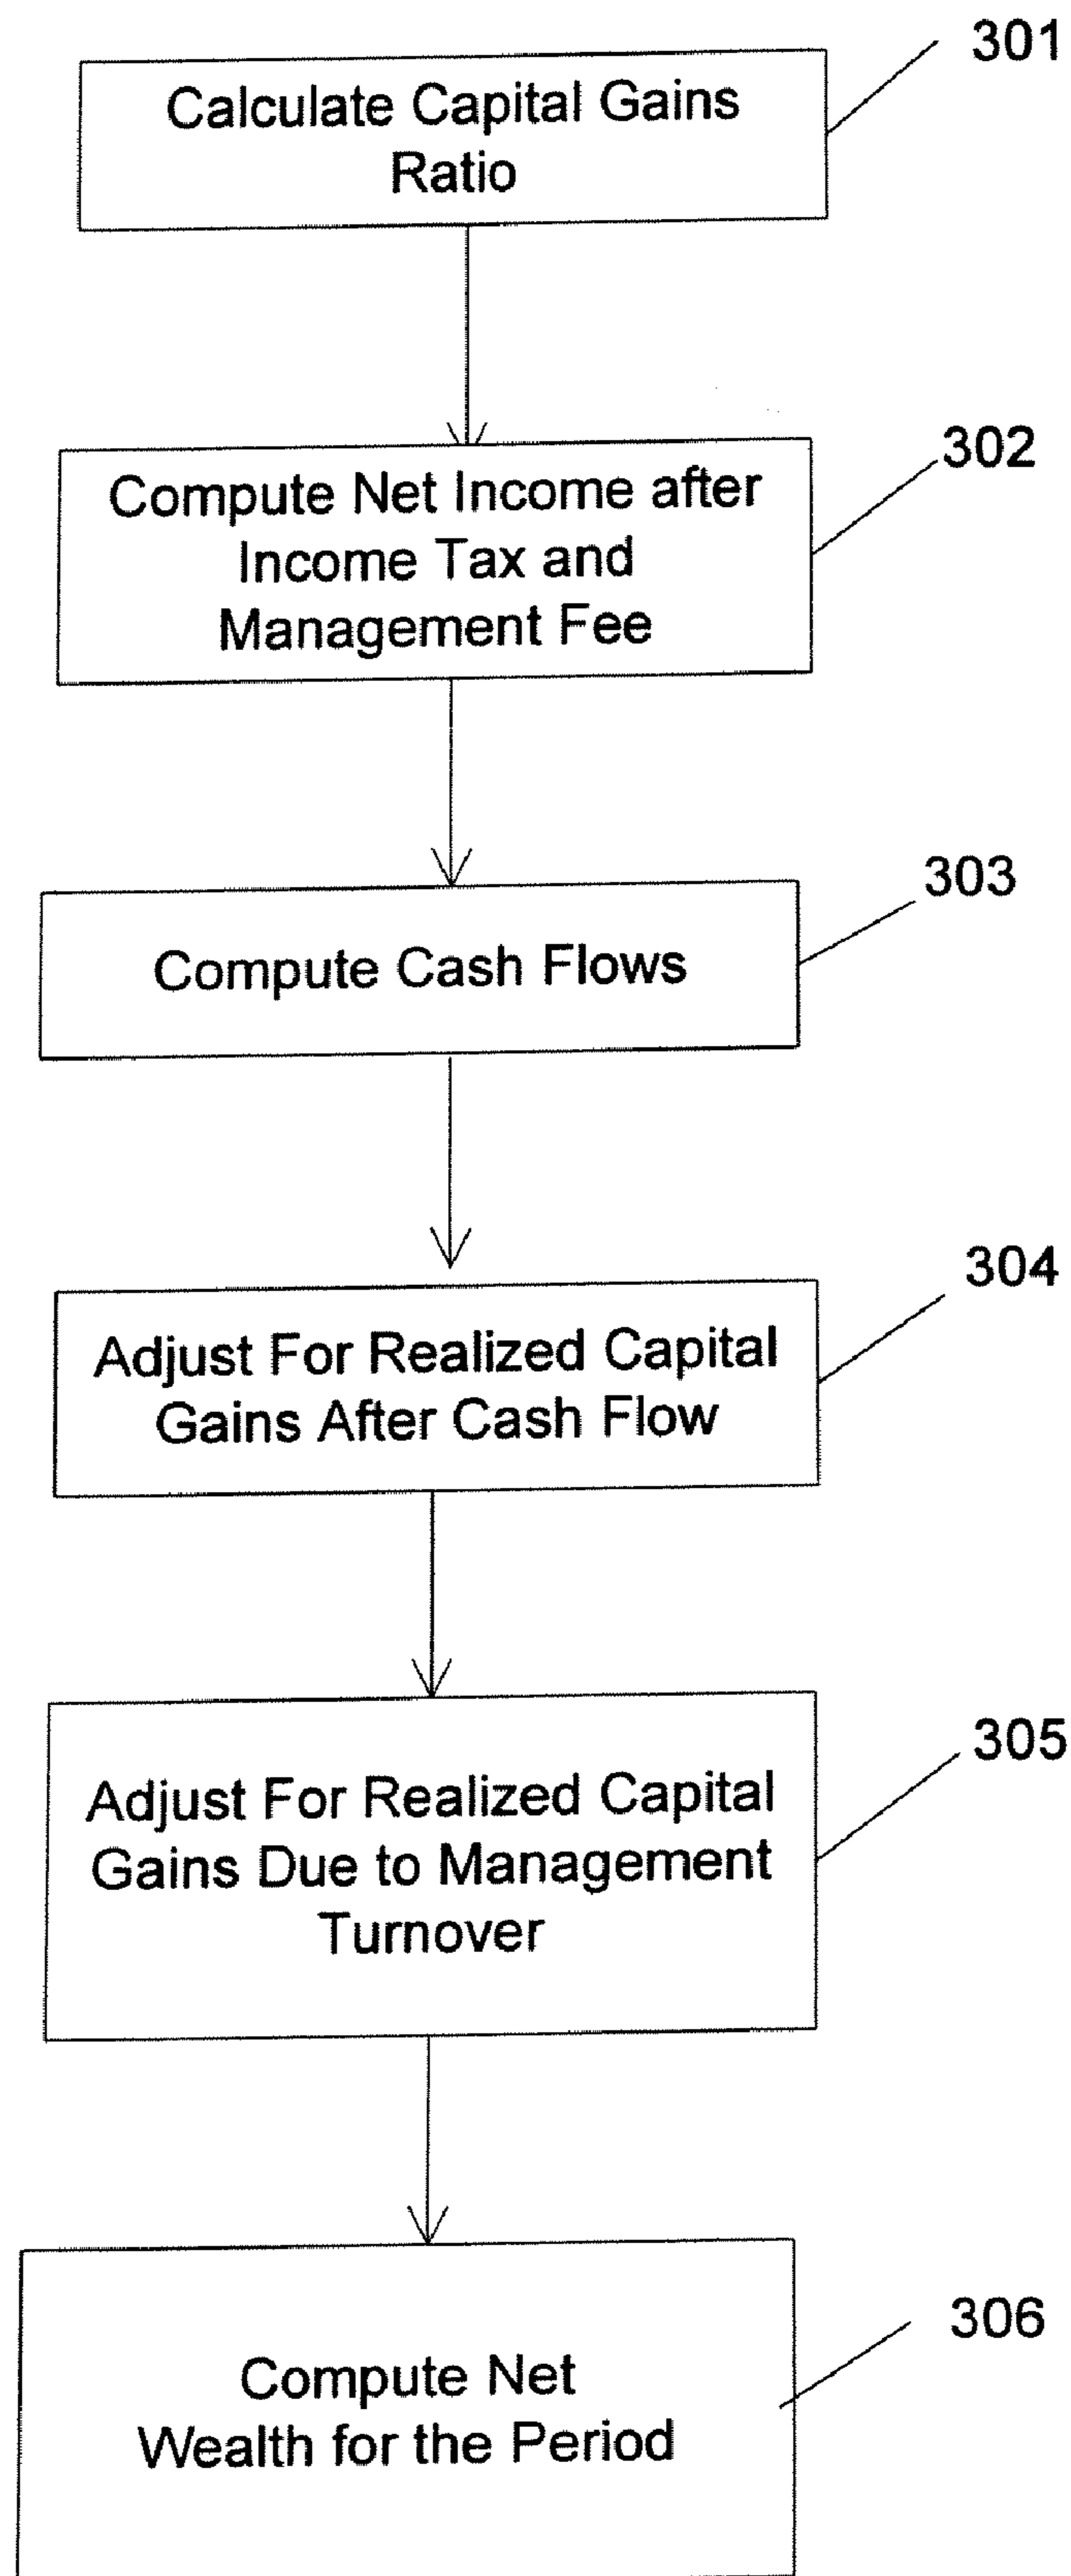 301
Calculate Capital Gains
Ratio
302
Compute Net Income after
Income Tax and
Management Fee
303
Compute Cash Flows
304
Adjust For Realized Capital
Gains After Cash Flow
305
Adjust For Realized Capital
Gains Due to Management
Turnover
306
Compute Net
Wealth for the Period